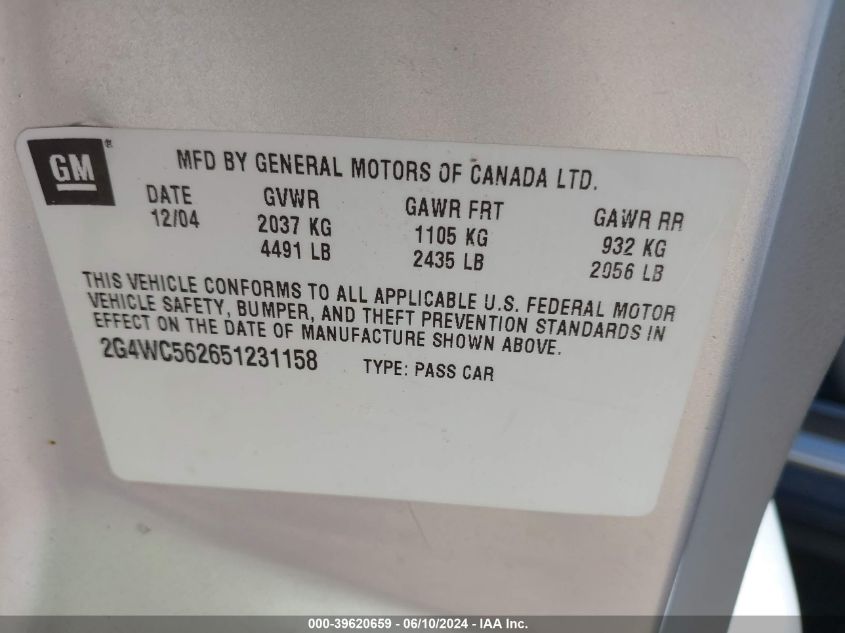 GM®
MFD BY GENERAL MOTORS OF CANADA LTD.
DATE GVWR GAWR FRT GAWR RR
12/04 2037 KG 1105 KG 932 KG
4491 LB 2435 LB 2056 LB
THIS VEHICLE CONFORMS TO ALL APPLICABLE U.S. FEDERAL MOTOR
VEHICLE SAFETY, BUMPER, AND THEFT PREVENTION STANDARDS IN
EFFECT ON THE DATE OF MANUFACTURE SHOWN ABOVE.
2G4WC562651231158 TYPE: PASS CAR
000-39620659 - 06/10/2024 - IAA Inc.